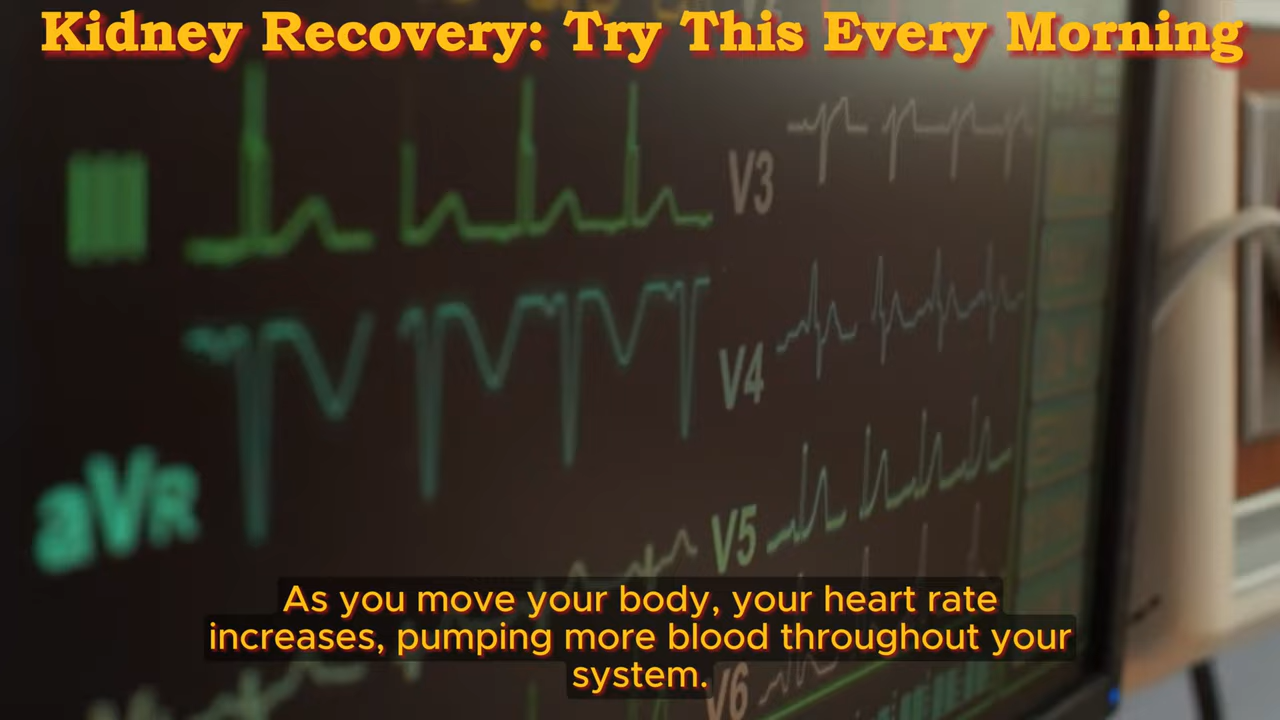 Kidney Recovery: Try This Every Morning
V3
V4
aVR
V5
As you move your body, your heart rate
increases, pumping more blood throughout your
system.
V6